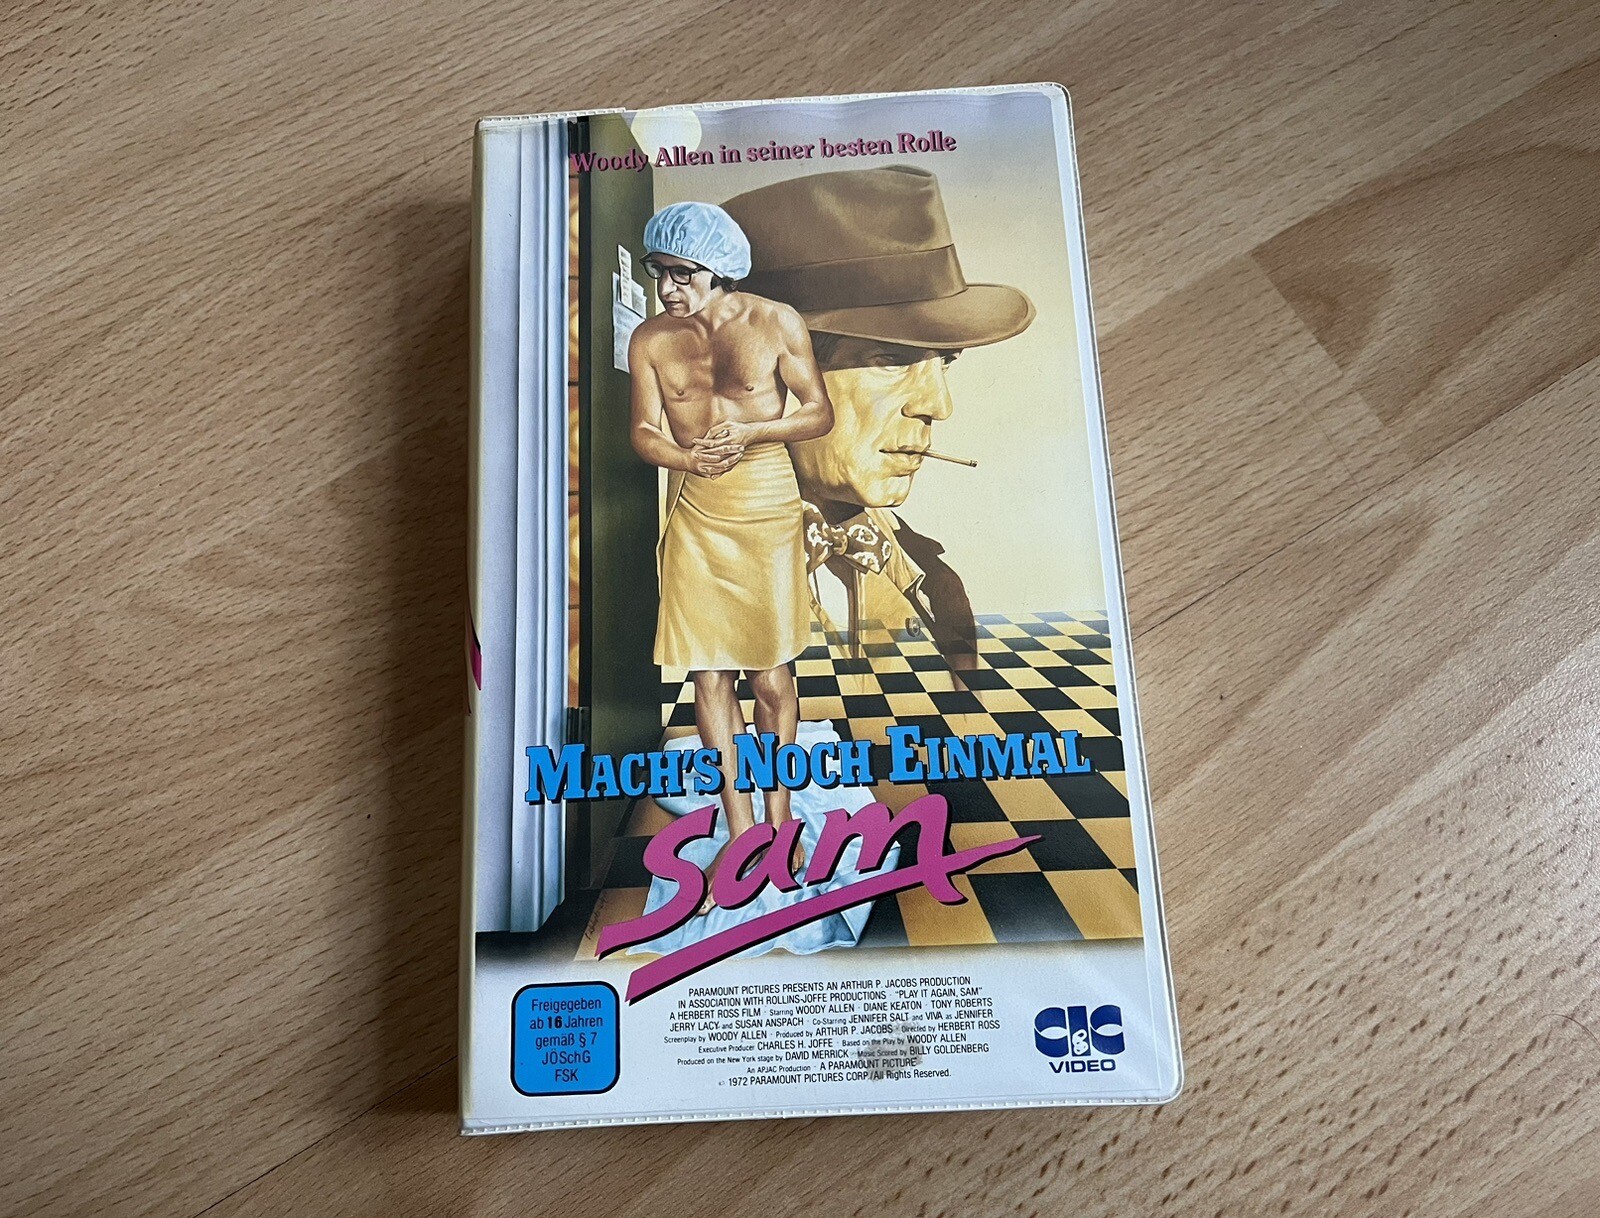 Woody Allen in seiner besten Rolle
MACH'S NOCH EINMAL
Sam
Freigegeben
ab 16 Jahren
gemäß § 7
JÖSchG
FSK
PARAMOUNT PICTURES PRESENTS AN ARTHUR P. JACOBS PRODUCTION
IN ASSOCIATION WITH ROLLINS-JOFFE PRODUCTIONS · "PLAY IT AGAIN, SAM"
A HERBERT ROSS FILM · Starring WOODY ALLEN · DIANE KEATON · TONY ROBERTS
JERRY LACY and SUSAN ANSPACH · Co-Starring JENNIFER SALT and VIVA as JENNIFER
Screenplay by WOODY ALLEN · Produced by ARTHUR P. JACOBS · Directed by HERBERT ROSS
Executive Producer CHARLES H. JOFFE · Based on the Play by WOODY ALLEN
Produced on the New York stage by DAVID MERRICK · Music Scored by BILLY GOLDENBERG
An APJAC Production · A PARAMOUNT PICTURE
© 1972 PARAMOUNT PICTURES CORP./All Rights Reserved.
CIC
VIDEO